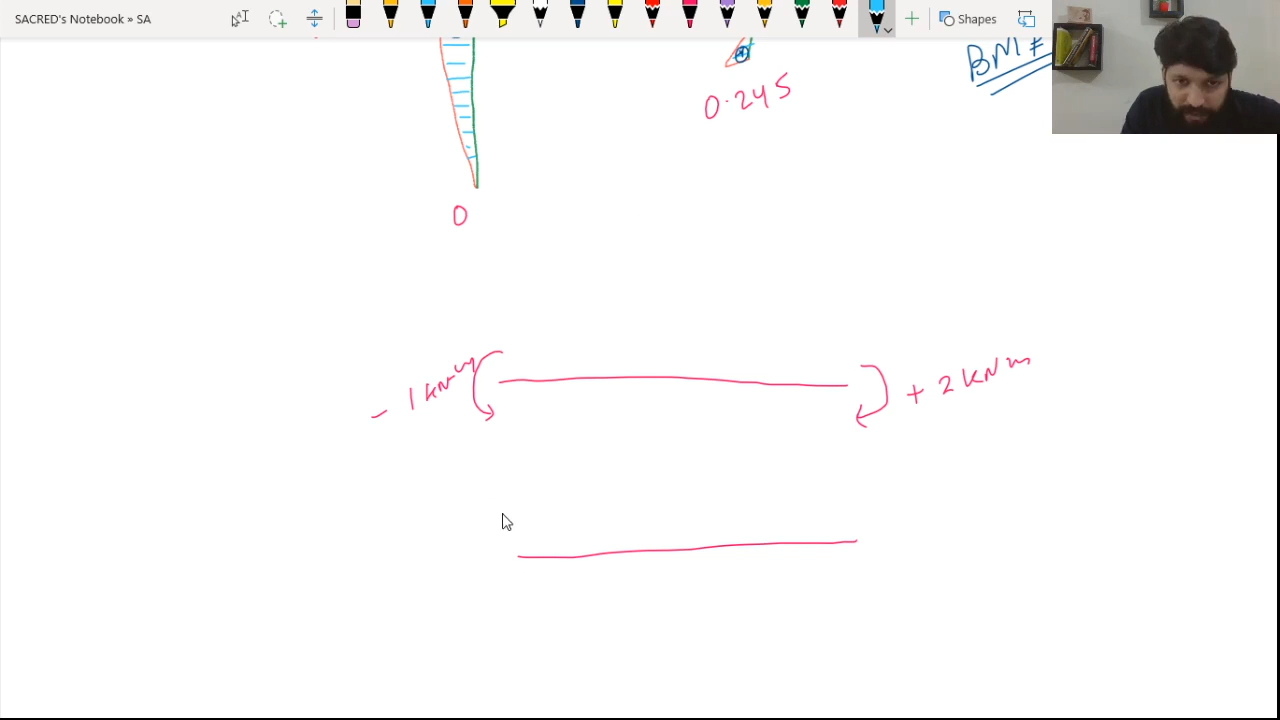 SACRED's Notebook » SA
Shapes
BM
0.245
0
- 1 kNm
+ 2 kNm